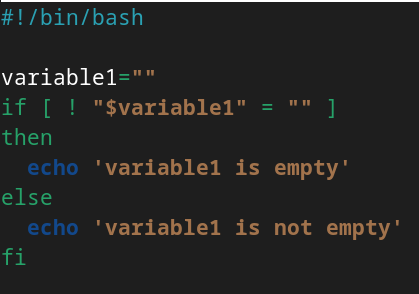 #!/bin/bash

variable1=""
if [ ! "$variable1" = "" ]
then
  echo 'variable1 is empty'
else
  echo 'variable1 is not empty'
fi